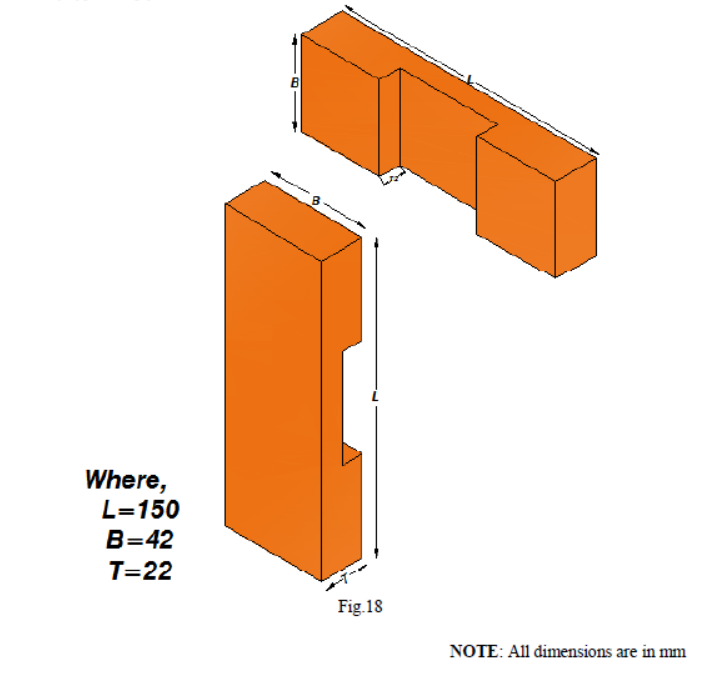 L
B
T/2
B
L
Where,
L=150
B=42
T=22
T
Fig.18
NOTE: All dimensions are in mm